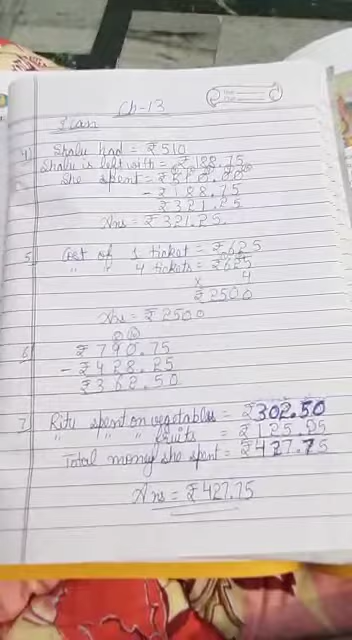 Ch-13
4) Shalu had = ₹510
Shalu is left with = ₹188.75
She spent = ₹510.00
- ₹188.75
₹321.25
Ans = ₹321.25.
5. Cost of 1 ticket = ₹625
" " 4 tickets = ₹625
× 4
₹2500
Ans = ₹2500
6) ₹790.75
- ₹428.25
₹362.50
7. Ritu spent on vegetables = ₹302.50
" " " fruits = ₹125.25
Total money she spent = ₹427.75
Ans = ₹427.75